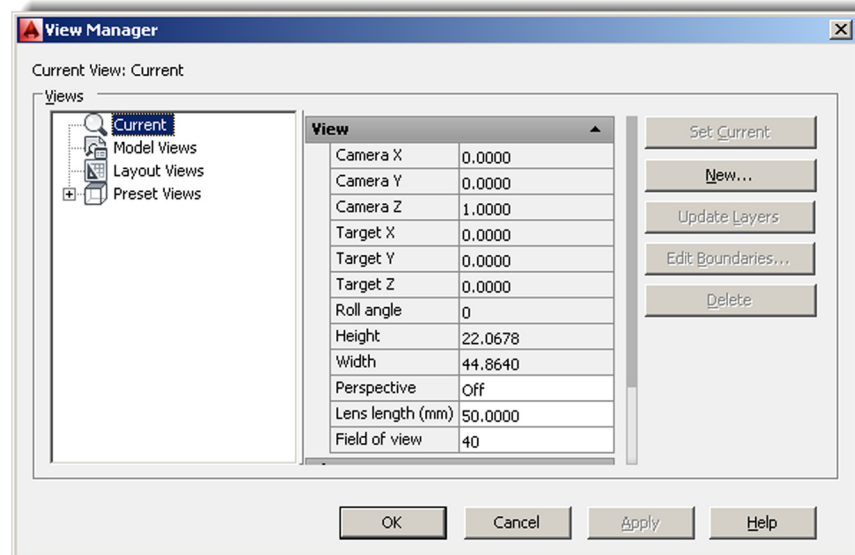 View Manager
Current View: Current
Views
Current
Model Views
Layout Views
Preset Views
View
Camera X 0.0000
Camera Y 0.0000
Camera Z 1.0000
Target X 0.0000
Target Y 0.0000
Target Z 0.0000
Roll angle 0
Height 22.0678
Width 44.8640
Perspective Off
Lens length (mm) 50.0000
Field of view 40
Set Current
New...
Update Layers
Edit Boundaries...
Delete
OK Cancel Apply Help